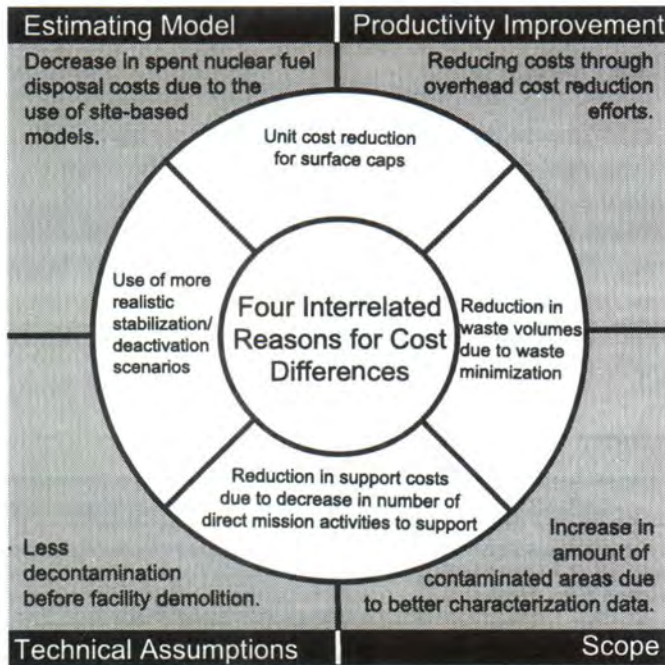 Estimating Model
Productivity Improvement
Decrease in spent nuclear fuel
disposal costs due to the
use of site-based
models.
Reducing costs through
overhead cost reduction
efforts.
Unit cost reduction
for surface caps
Use of more
realistic
stabilization/
deactivation
scenarios
Four Interrelated
Reasons for Cost
Differences
Reduction in
waste volumes
due to waste
minimization
Reduction in support costs
due to decrease in number of
direct mission activities to support
Less
decontamination
before facility demolition.
Increase in
amount of
contaminated areas due
to better characterization data.
Technical Assumptions
Scope